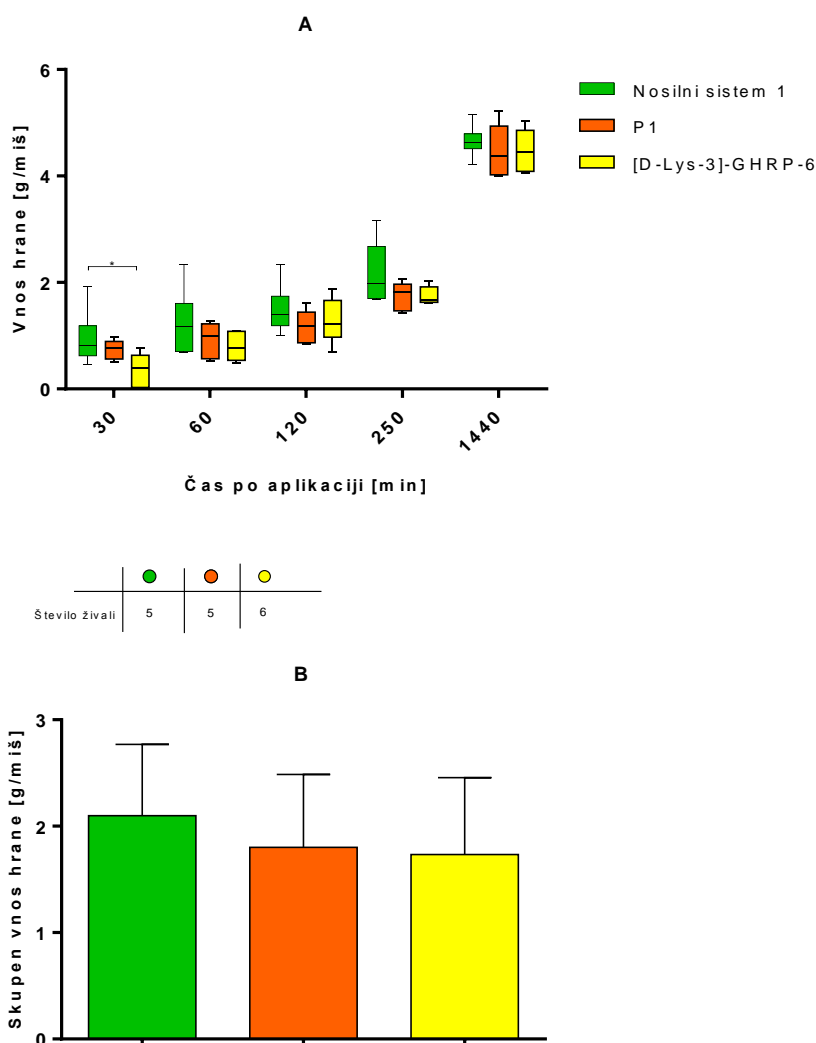 A
Vnos hrane [g/miš]
6
4
2
0
*
Nosilni sistem 1
P1
[D-Lys-3]-GHRP-6
30 60 120 250 1440
Čas po aplikaciji [min]
Število živali 5 5 6
B
Skupen vnos hrane [g/miš]
3
2
1
0